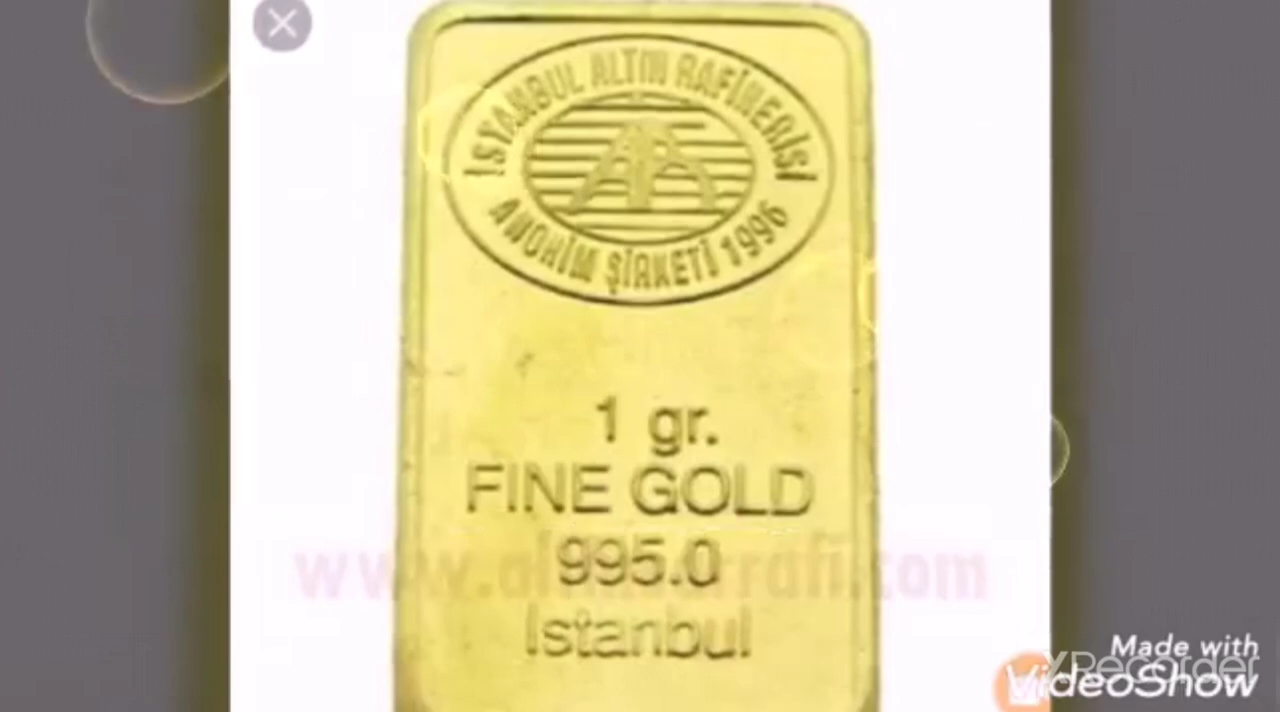 İSTANBUL ALTIN RAFİNERİSİ
ANONİM ŞİRKETİ 1996
1 gr.
FINE GOLD
995.0
Istanbul
Made with
XRecorder
VideoShow